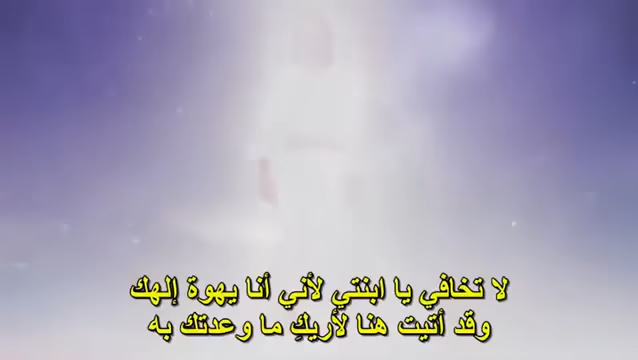 لا تخافي يا ابنتي لأني أنا يهوة إلهك
وقد أتيت هنا لأريكِ ما وعدتك به